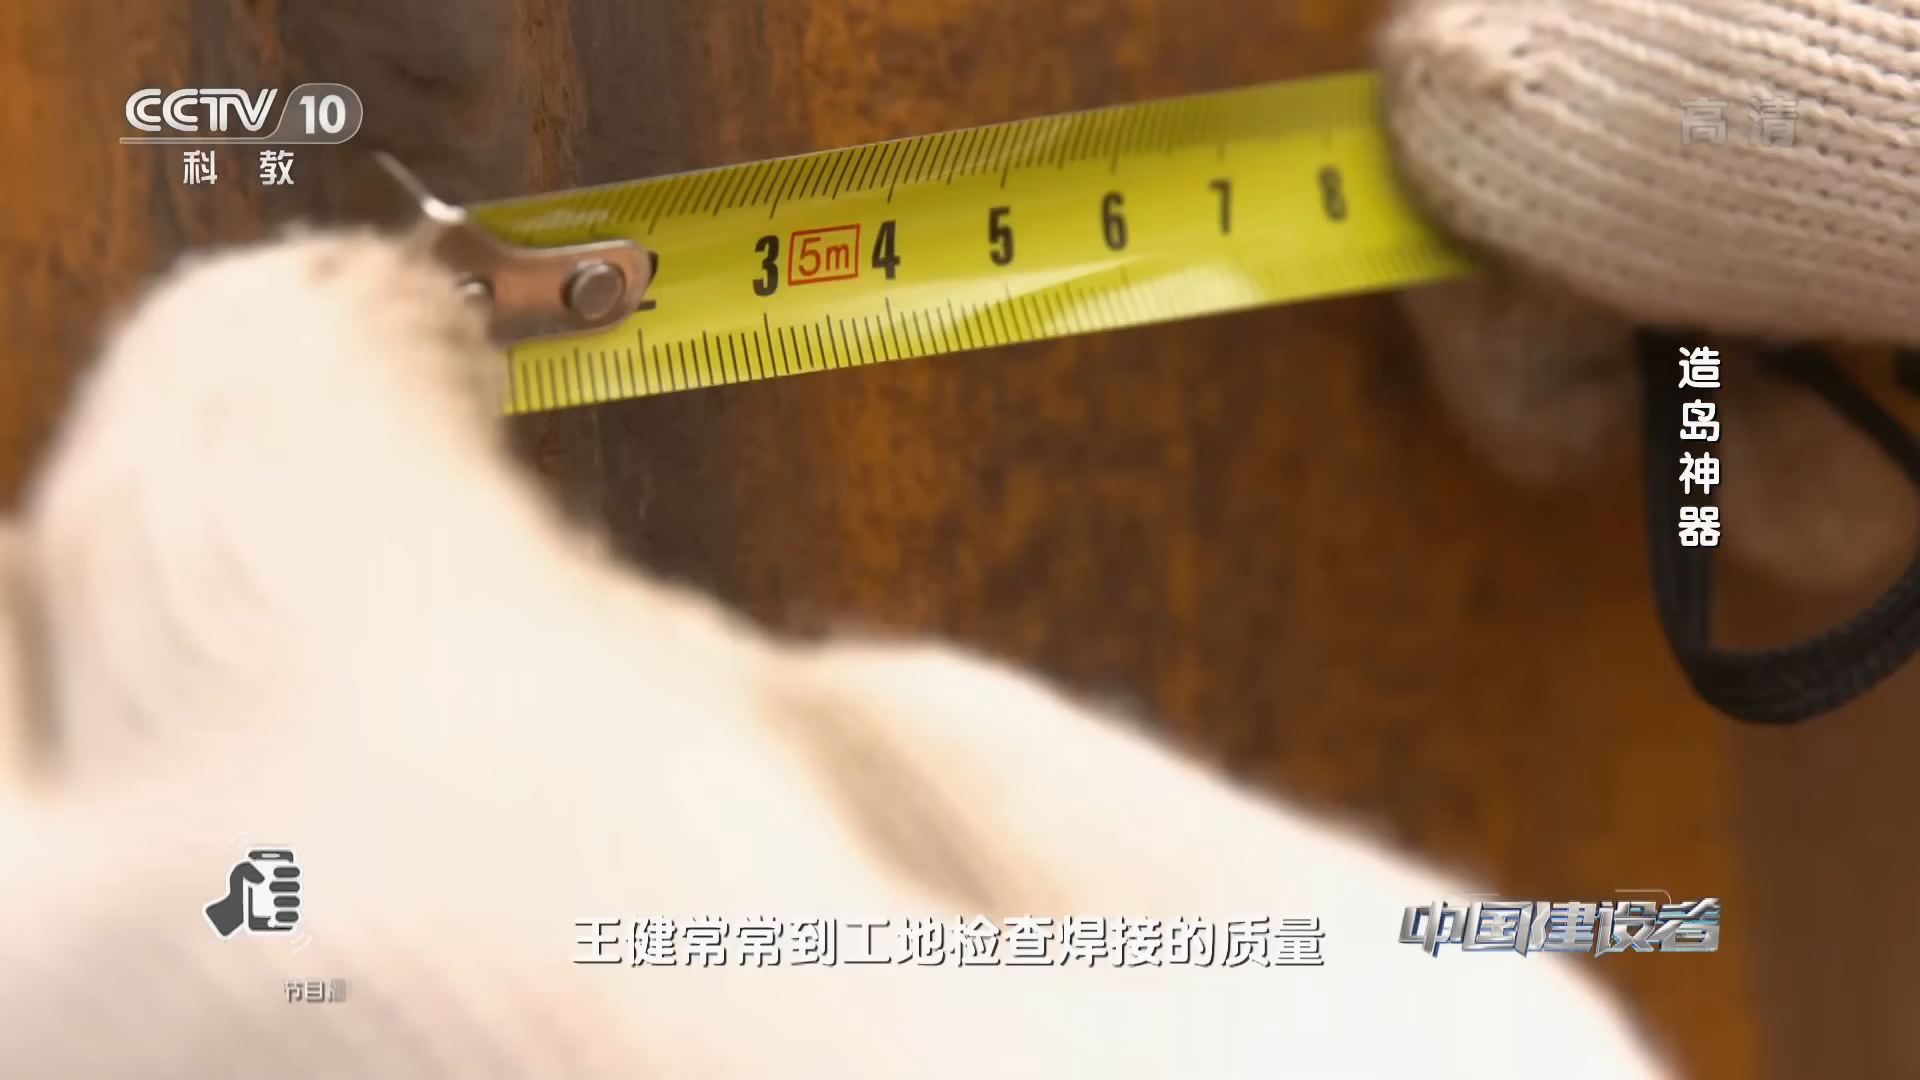 CCTV 10
科 教
高 清
2 3 5m 4 5 6 7 8
造岛神器
王健常常到工地检查焊接的质量
中国建设者
节目